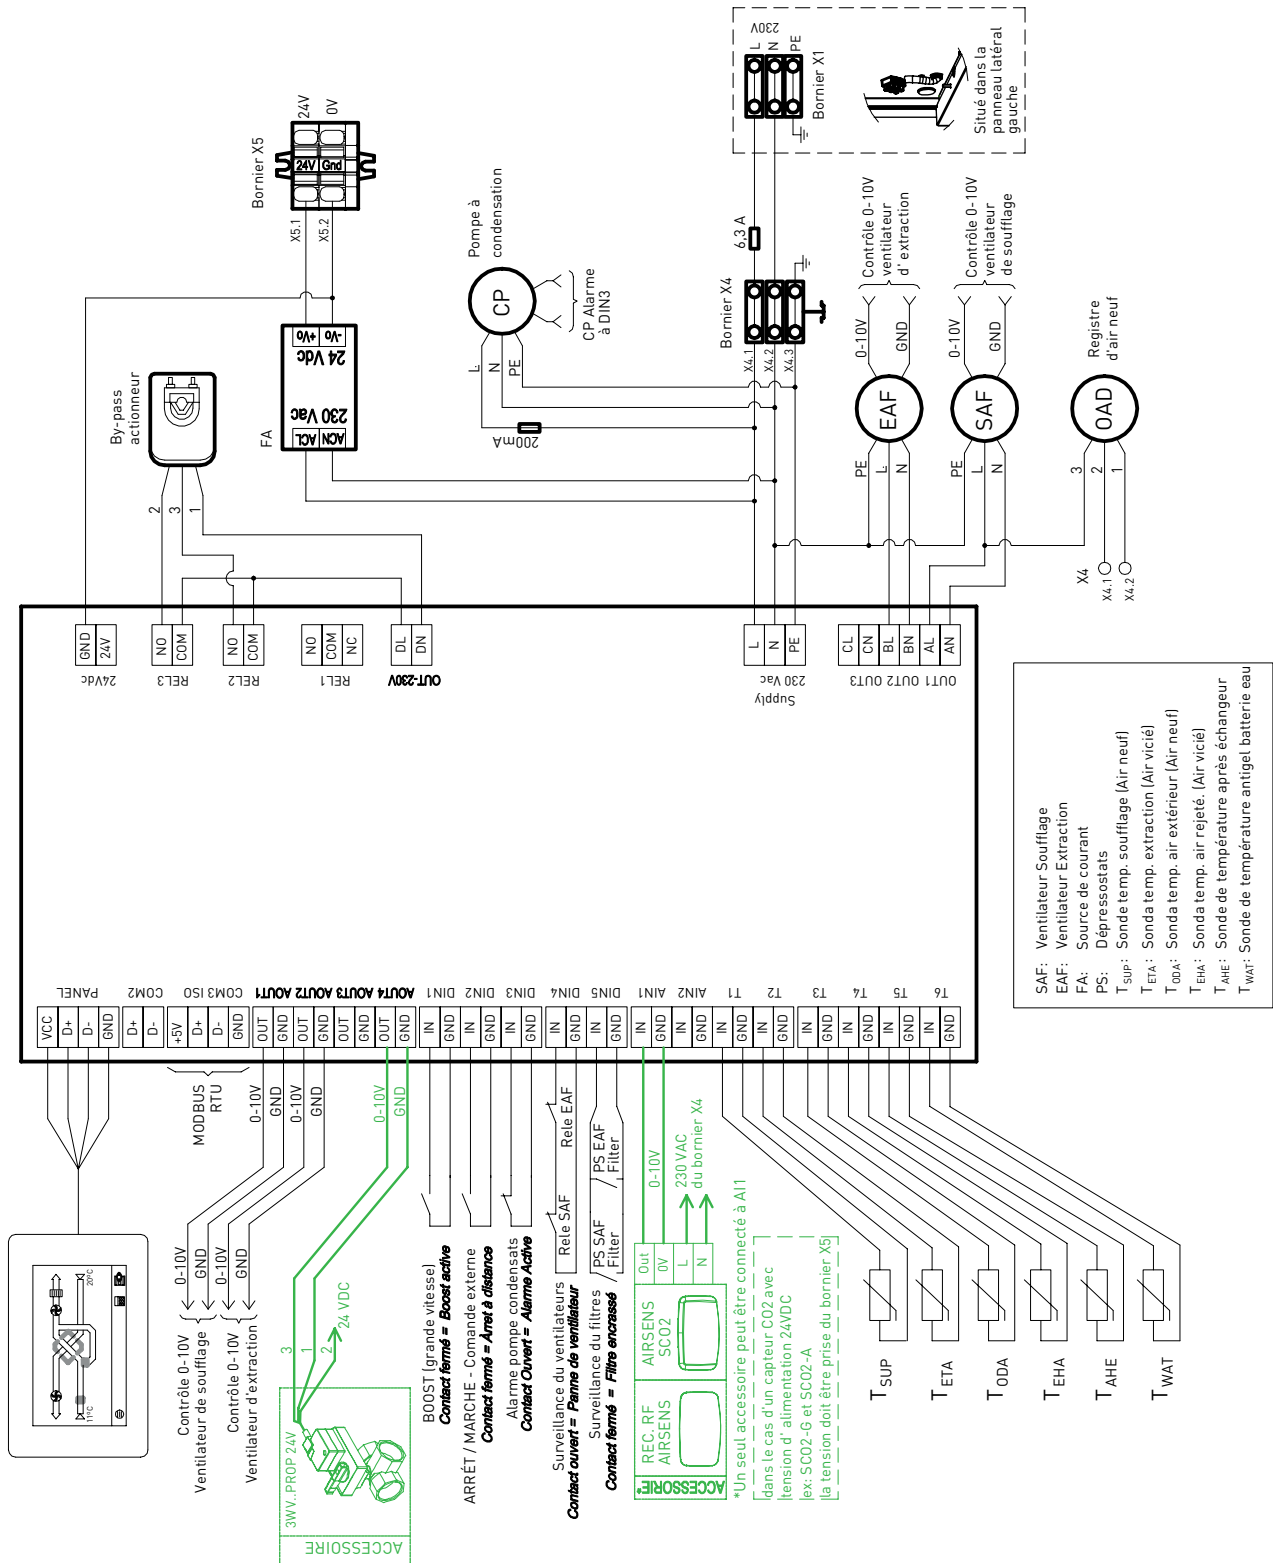 230V
L
N
PE
Bornier X1
Situé dans la
panneau latéral
gauche
24V
0V
Bornier X5
24V
Gnd
X5.1
X5.2
Pompe à
condensation
CP
CP Alarme
à DIN3
L
N
PE
200mA
6,3 A
Bornier X4
X4.1
X4.2
X4.3
By-pass
actionneur
2
3
1
FA
230 Vac
24 Vdc
ACL
ACN
+Vo
-Vo
Contrôle 0-10V
ventilateur
d' extraction
0-10V
GND
EAF
PE
L
N
Contrôle 0-10V
ventilateur
de soufflage
0-10V
GND
SAF
PE
L
N
Registre
d'air neuf
OAD
3
2
1
X4
X4.1
X4.2
GND
24V
24Vdc
NO
COM
REL3
NO
COM
REL2
NO
COM
NC
REL1
DL
DN
OUT-230V
L
N
PE
230 Vac
Supply
CL
CN
BL
BN
AL
AN
OUT1 OUT2 OUT3
VCC
D+
D-
GND
PANEL
D+
D-
COM2
+5V
D+
D-
GND
COM3 ISO
OUT
GND
OUT
GND
OUT
GND
OUT
GND
AOUT4 AOUT3 AOUT2 AOUT1
IN
GND
DIN1
IN
GND
DIN2
IN
GND
DIN3
IN
GND
DIN4
IN
GND
DIN5
IN
GND
AIN1
IN
GND
AIN2
IN
GND
T1
IN
GND
T2
IN
GND
T3
IN
GND
T4
IN
GND
T5
IN
GND
T6
MODBUS
RTU
0-10V
GND
0-10V
GND
0-10V
GND
11ºC
20ºC
0-10V
GND
0-10V
GND
Contrôle 0-10V
Ventilateur de soufflage
Contrôle 0-10V
Ventilateur d'extraction
3
1
2
24 VDC
3WV..PROP 24V
ACCESSOIRE
BOOST (grande vitesse)
Contact fermé = Boost active
ARRÉT / MARCHE - Comande externe
Contact fermé = Arret à distance
Alarme pompe condensats
Contact Ouvert = Alarme Active
Rele SAF
Rele EAF
Surveillance du ventilateurs
Contact ouvert = Panne de ventilateur
PS SAF
Filter
PS EAF
Filter
Surveillance du filtres
Contact fermé = Filtre encrassé
0-10V
230 VAC
du bornier X4
Out
0V
L
N
AIRSENS
SCO2
REC. RF
AIRSENS
ACCESSORIE*
*Un seul accessoire peut être connecté à AI1
dans le cas d'un capteur CO2 avec
tension d' alimentation 24VDC
ex: SCO2-G et SCO2-A
la tension doit être prise du bornier X5
TSUP
TETA
TODA
TEHA
TAHE
TWAT
SAF: Ventilateur Soufflage
EAF: Ventilateur Extraction
FA: Source de courant
PS: Dépressostats
TSUP: Sonde temp. soufflage (Air neuf)
TETA: Sonda temp. extraction (Air vicié)
TODA: Sonda temp. air extérieur (Air neuf)
TEHA: Sonda temp. air rejeté. (Air vicié)
TAHE: Sonde de température après échangeur
TWAT: Sonde de température antigel batterie eau